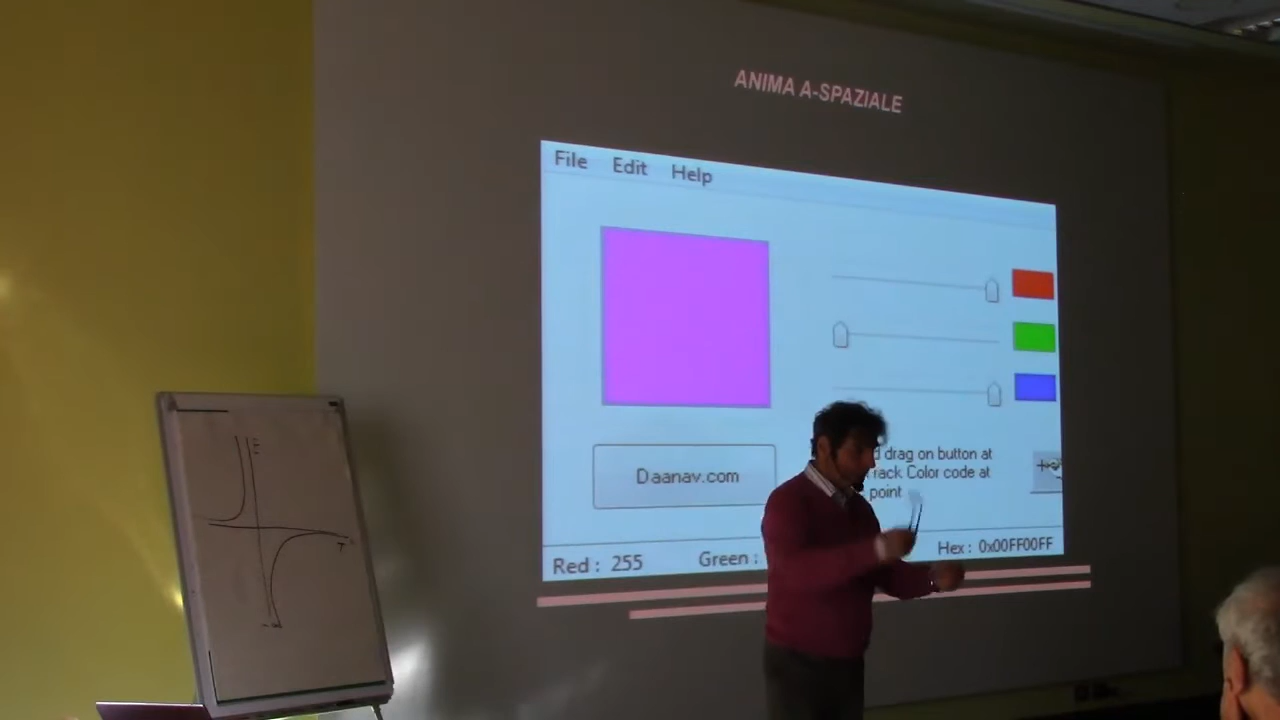 ANIMA A-SPAZIALE
File Edit Help
Daanav.com
drag on button at
rack Color code at
point
Red : 255 Green : Hex : 0x00FF00FF